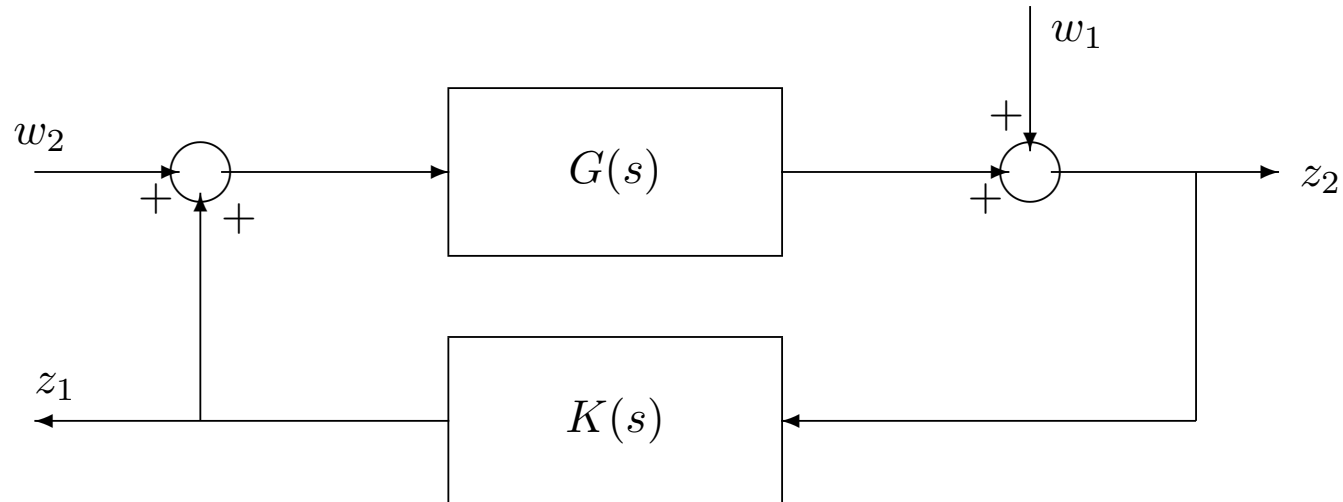 w₁
+
w₂
G(s)
z₂
+
+
+
z₁
K(s)